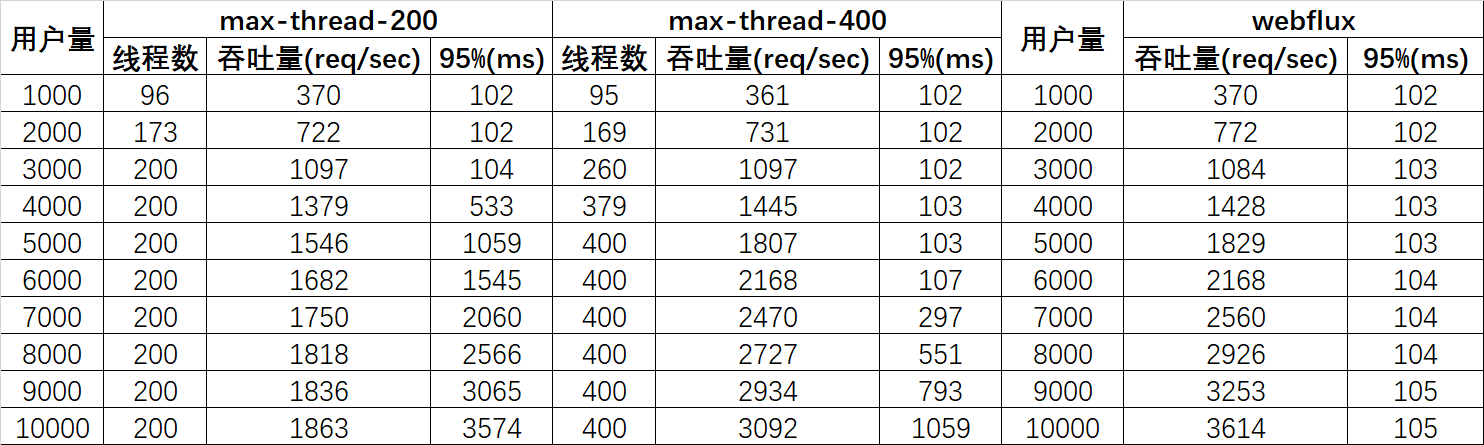 用户量 max-thread-200 max-thread-400 用户量 webflux
线程数 吞吐量(req/sec) 95%(ms) 线程数 吞吐量(req/sec) 95%(ms) 吞吐量(req/sec) 95%(ms)
1000 96 370 102 95 361 102 1000 370 102
2000 173 722 102 169 731 102 2000 772 102
3000 200 1097 104 260 1097 102 3000 1084 103
4000 200 1379 533 379 1445 103 4000 1428 103
5000 200 1546 1059 400 1807 103 5000 1829 103
6000 200 1682 1545 400 2168 107 6000 2168 104
7000 200 1750 2060 400 2470 297 7000 2560 104
8000 200 1818 2566 400 2727 551 8000 2926 104
9000 200 1836 3065 400 2934 793 9000 3253 105
10000 200 1863 3574 400 3092 1059 10000 3614 105